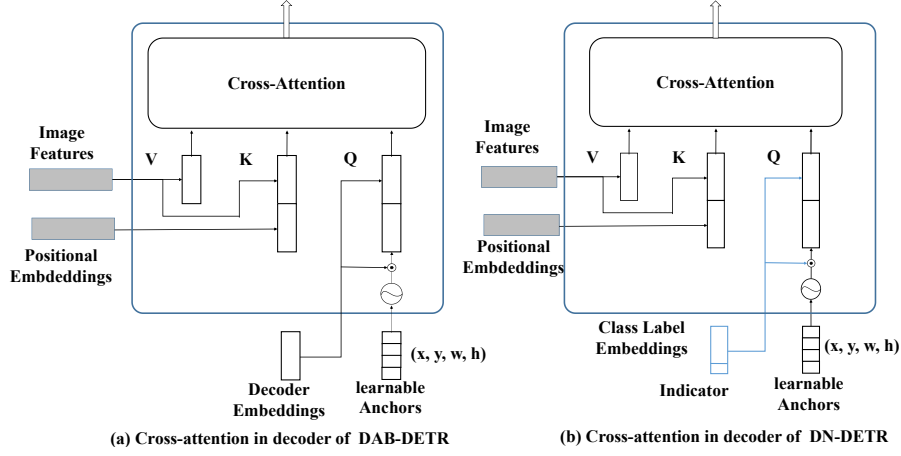 Cross-Attention
Image
Features
V
K
Q
Positional
Embdeddings
(x, y, w, h)
Decoder
Embeddings
learnable
Anchors
(a) Cross-attention in decoder of DAB-DETR
Cross-Attention
Image
Features
V
K
Q
Positional
Embdeddings
Class Label
Embeddings
(x, y, w, h)
Indicator
learnable
Anchors
(b) Cross-attention in decoder of DN-DETR